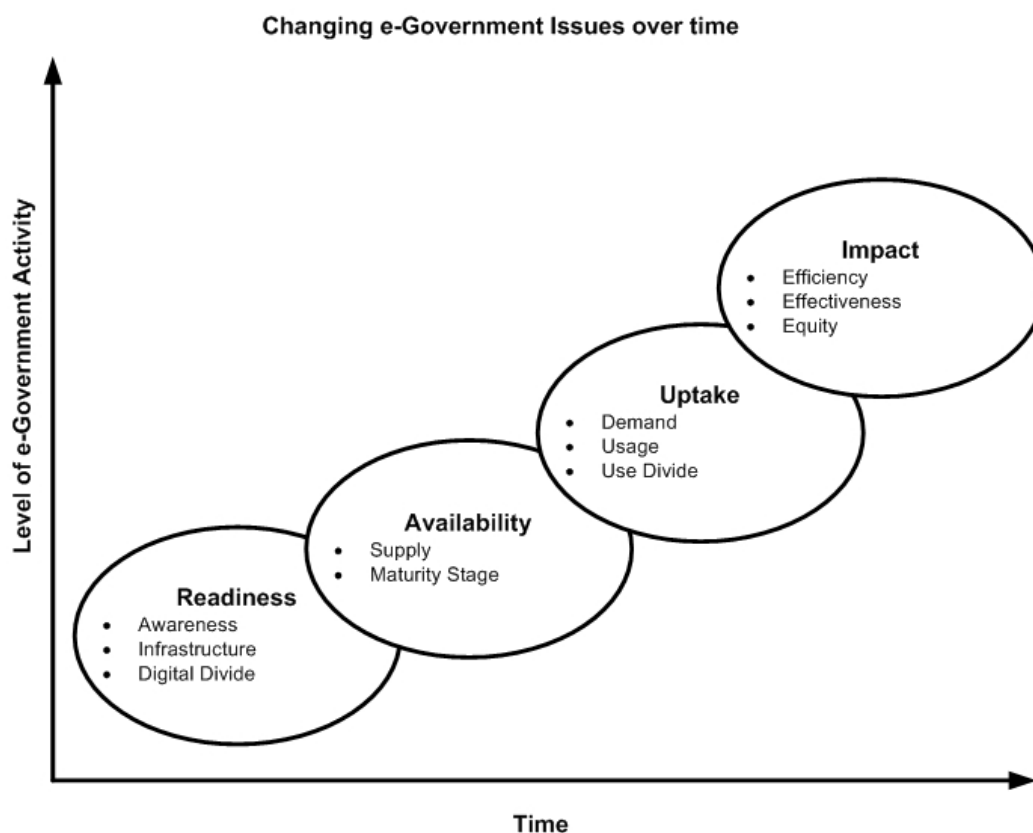 Changing e-Government Issues over time
Level of e-Government Activity
Impact
• Efficiency
• Effectiveness
• Equity
Uptake
• Demand
• Usage
• Use Divide
Availability
• Supply
• Maturity Stage
Readiness
• Awareness
• Infrastructure
• Digital Divide
Time